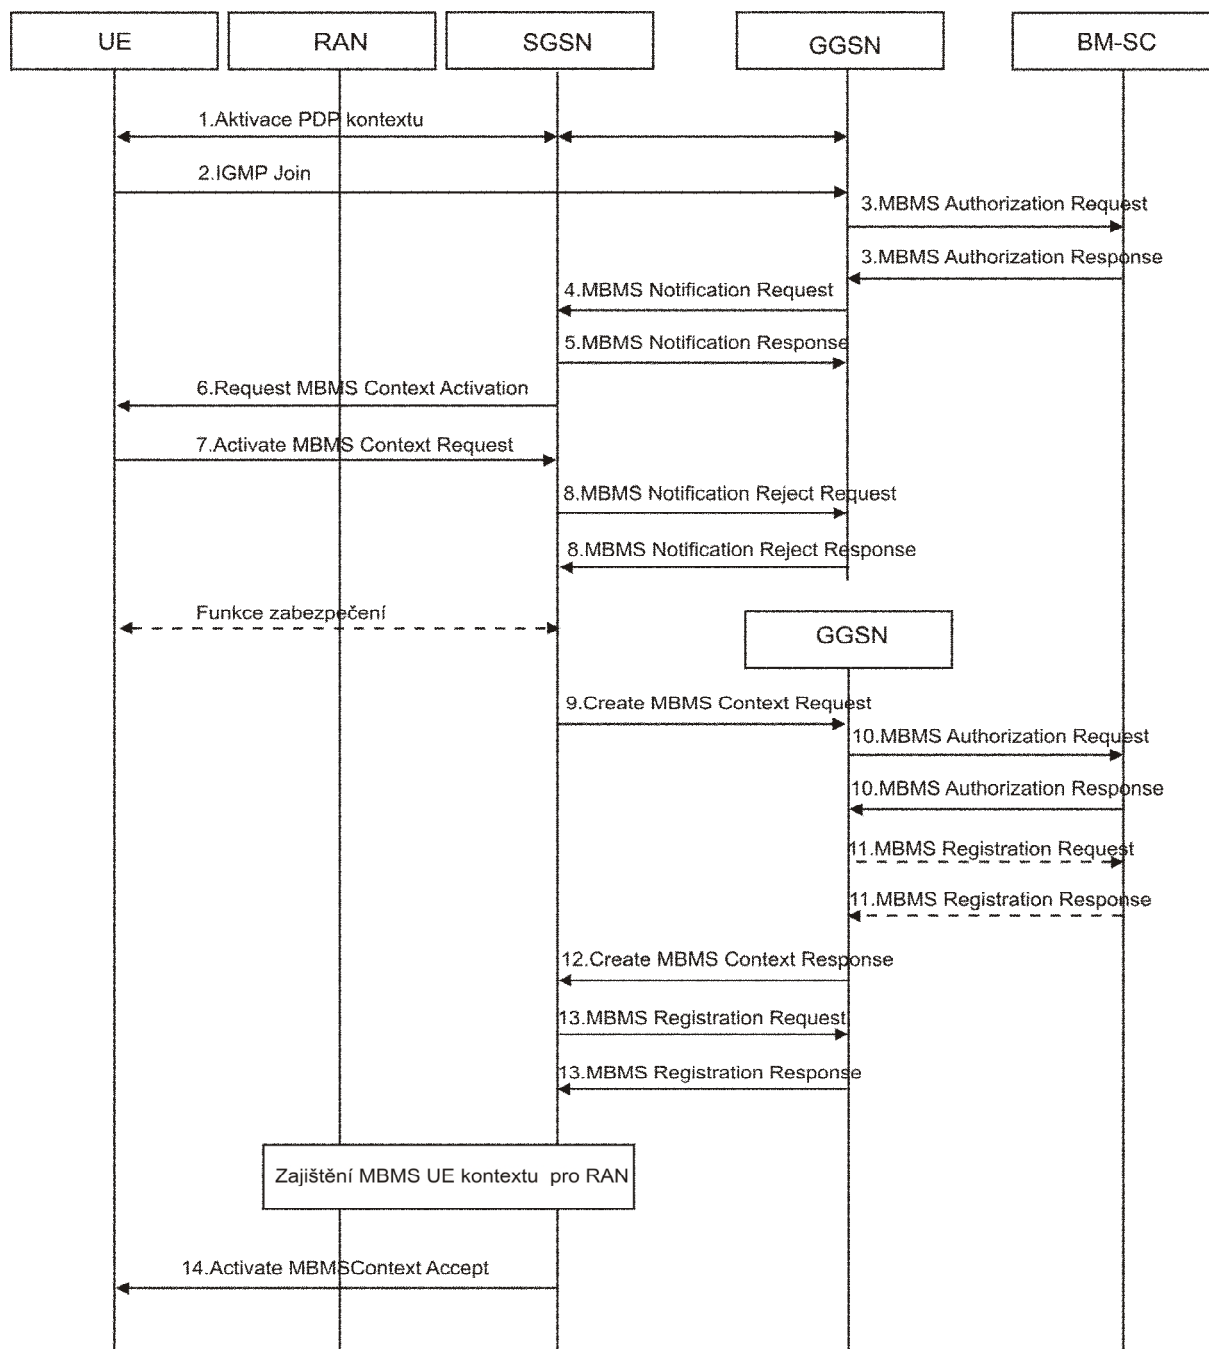 UE
RAN
SGSN
GGSN
BM-SC
1.Aktivace PDP kontextu
2.IGMP Join
3.MBMS Authorization Request
3.MBMS Authorization Response
4.MBMS Notification Request
5.MBMS Notification Response
6.Request MBMS Context Activation
7.Activate MBMS Context Request
8.MBMS Notification Reject Request
8.MBMS Notification Reject Response
Funkce zabezpečení
GGSN
9.Create MBMS Context Request
10.MBMS Authorization Request
10.MBMS Authorization Response
11.MBMS Registration Request
11.MBMS Registration Response
12.Create MBMS Context Response
13.MBMS Registration Request
13.MBMS Registration Response
Zajištění MBMS UE kontextu pro RAN
14.Activate MBMSContext Accept